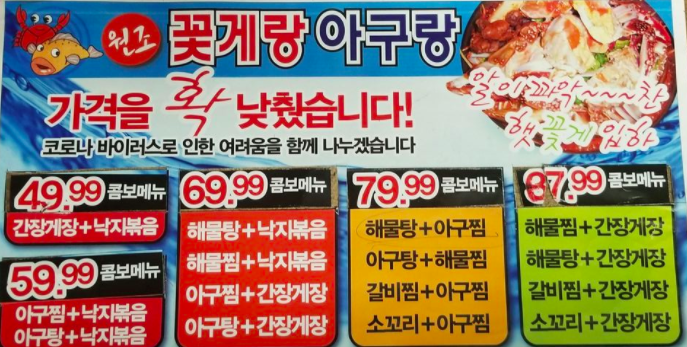 원조 꽃게랑 아구랑
가격을 확 낮췄습니다!
코로나 바이러스로 인한 여려움을 함께 나누겠습니다
알이 꽈악~~~찬
햇 꽃게 입하
49.99 콤보메뉴
간장게장+낙지볶음
59.99 콤보메뉴
아구찜+낙지볶음
아구탕+낙지볶음
69.99 콤보메뉴
해물탕+낙지볶음
해물찜+낙지볶음
아구찜+간장게장
아구탕+간장게장
79.99 콤보메뉴
해물탕+아구찜
아구탕+해물찜
갈비찜+아구찜
소꼬리+아구찜
87.99 콤보메뉴
해물찜+간장게장
해물탕+간장게장
갈비찜+간장게장
소꼬리+간장게장